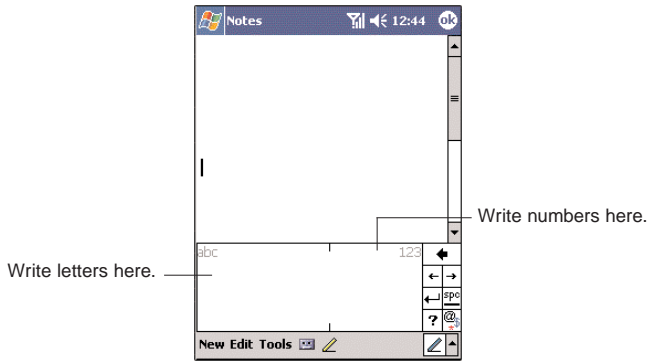 Notes 12:44 ok
Write numbers here.
abc 123
Write letters here.
spc
? @
New Edit Tools